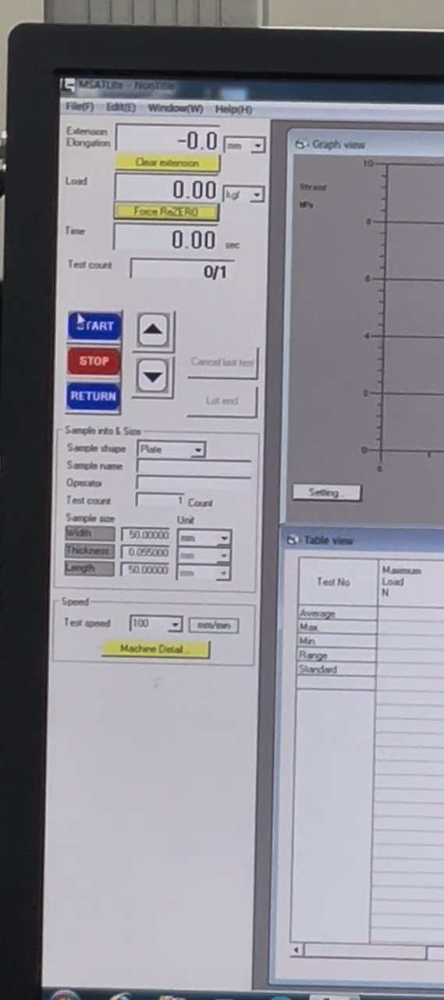 MSATLite - NonTitle
File(F) Edit(E) Window(W) Help(H)
Extension
Elongation
-0.0 mm
Clear extension
Load
0.00 kgf
Force ReZERO
Time
0.00 sec
Test count
0/1
START
STOP
RETURN
Cancel last test
Lot end
Sample info & Size
Sample shape Plate
Sample name
Operator
Test count 1 Count
Sample size Unit
Width 50.00000 mm
Thickness 0.055000 mm
Length 50.00000 mm
Speed
Test speed 100 mm/min
Machine Detail...
Graph view
Stress
MPa
10
8
6
4
2
0
0
Setting...
Table view
Test No
Maximum
Load
N
Average
Max.
Min
Range
Standard